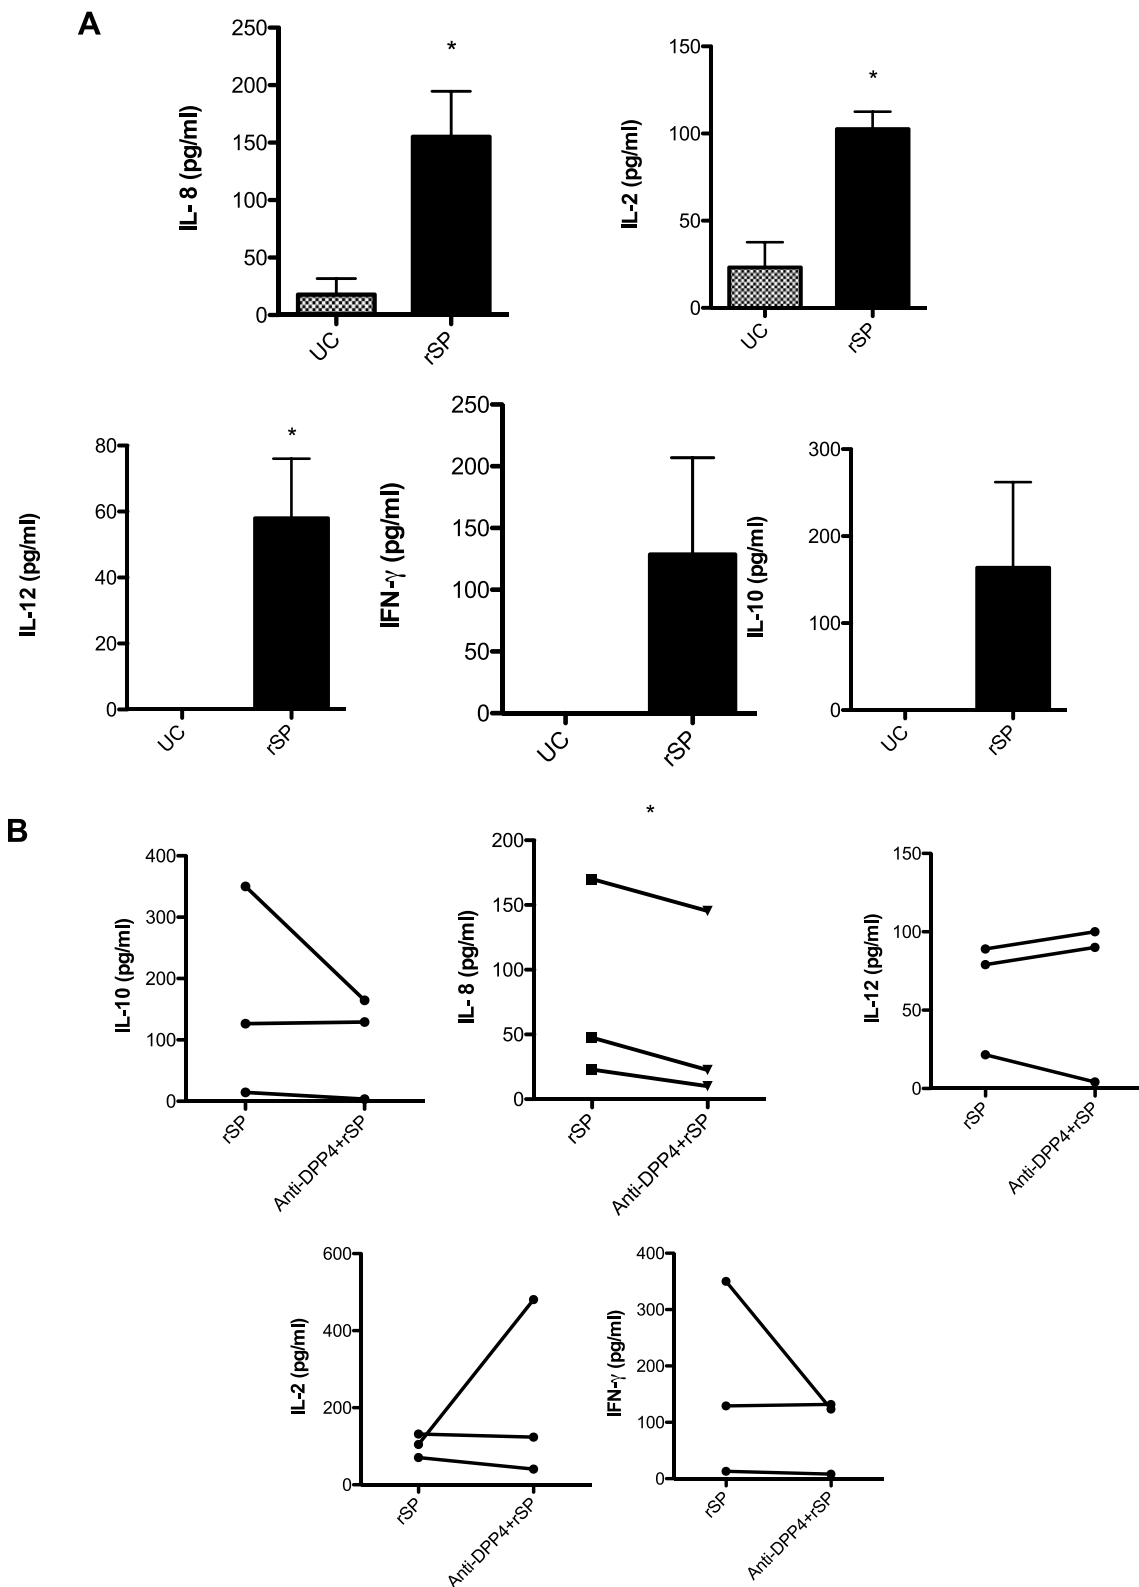 A
IL- 8 (pg/ml)
250
200
150
100
50
0
*
UC
rSP
IL-2 (pg/ml)
150
100
50
0
*
UC
rSP
IL-12 (pg/ml)
80
60
40
20
0
*
UC
rSP
IFN-γ (pg/ml)
250
200
150
100
50
0
UC
rSP
IL-10 (pg/ml)
300
200
100
0
UC
rSP
B
IL-10 (pg/ml)
400
300
200
100
0
rSP
Anti-DPP4+rSP
*
IL- 8 (pg/ml)
200
150
100
50
0
rSP
Anti-DPP4+rSP
IL-12 (pg/ml)
150
100
50
0
rSP
Anti-DPP4+rSP
IL-2 (pg/ml)
600
400
200
0
rSP
Anti-DPP4+rSP
IFN-γ (pg/ml)
400
300
200
100
0
rSP
Anti-DPP4+rSP